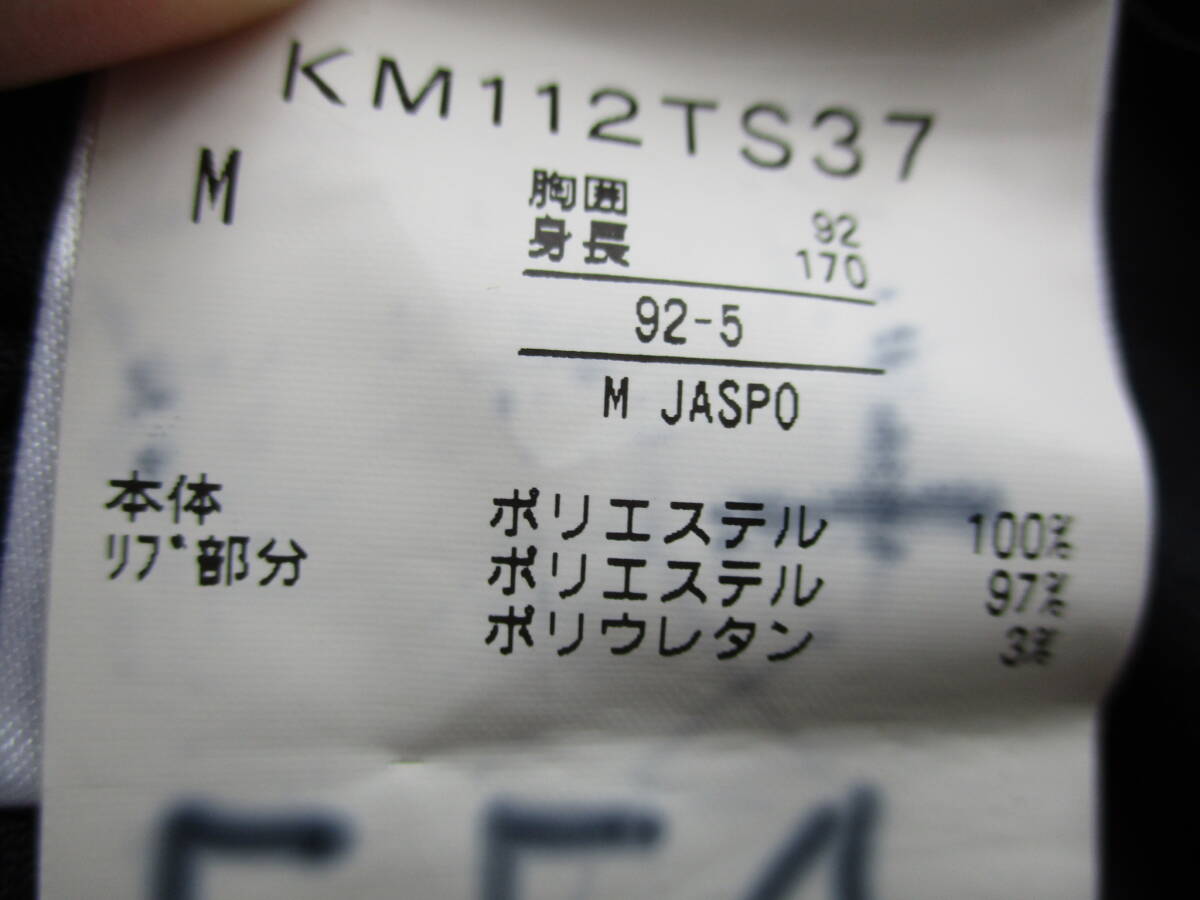 KM112TS37
M
胸囲 92
身長 170
92-5
M JASPO
本体 ポリエステル 100%
ﾘﾌﾞ部分 ポリエステル 97%
ポリウレタン 3%